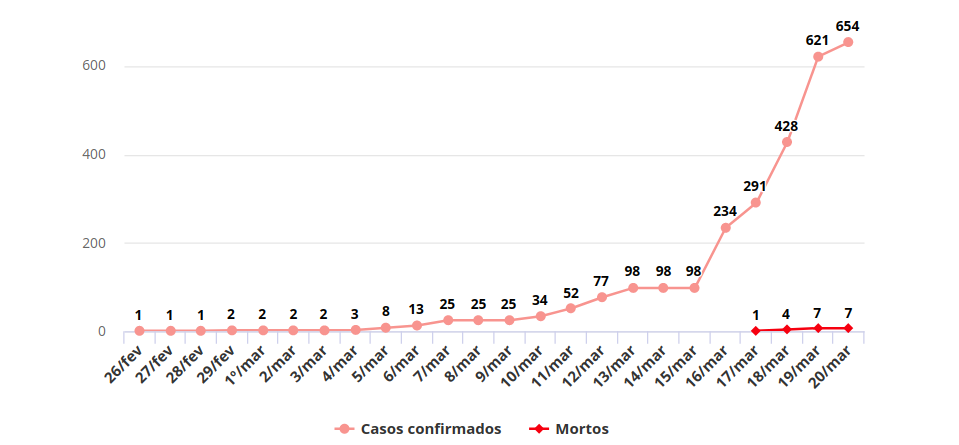 654
621
600
428
400
291
234
200
98 98 98
77
52
34
25 25 25
13
8
1 1 1 2 2 2 2 3
1 4 7 7
0
26/fev 27/fev 28/fev 29/fev 1º/mar 2/mar 3/mar 4/mar 5/mar 6/mar 7/mar 8/mar 9/mar 10/mar 11/mar 12/mar 13/mar 14/mar 15/mar 16/mar 17/mar 18/mar 19/mar 20/mar
Casos confirmados Mortos